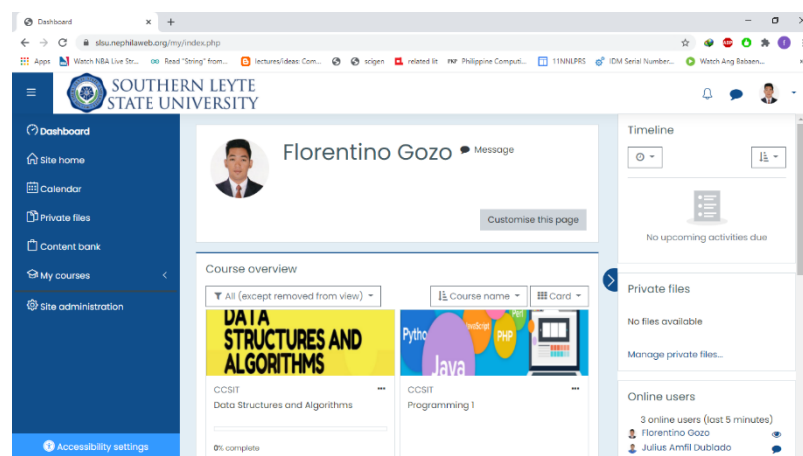 Dashboard
slsu.nephilaweb.org/my/index.php
Apps Watch NBA Live Str... Read "String" from... lectures/ideas: Com... scigen related lit Philippine Computi... 11NNLPRS IDM Serial Number... Watch Ang Babaen...
SOUTHERN LEYTE
STATE UNIVERSITY
Dashboard
Site home
Calendar
Private files
Content bank
My courses
Site administration
Accessibility settings
Florentino Gozo Message
Customise this page
Course overview
All (except removed from view) Course name Card
DATA
STRUCTURES AND
ALGORITHMS
CCSIT
Data Structures and Algorithms
0% complete
Python JavaScript PHP Perl
Java
CCSIT
Programming 1
Timeline
No upcoming activities due
Private files
No files available
Manage private files...
Online users
3 online users (last 5 minutes)
Florentino Gozo
Julius Amfil Dublado